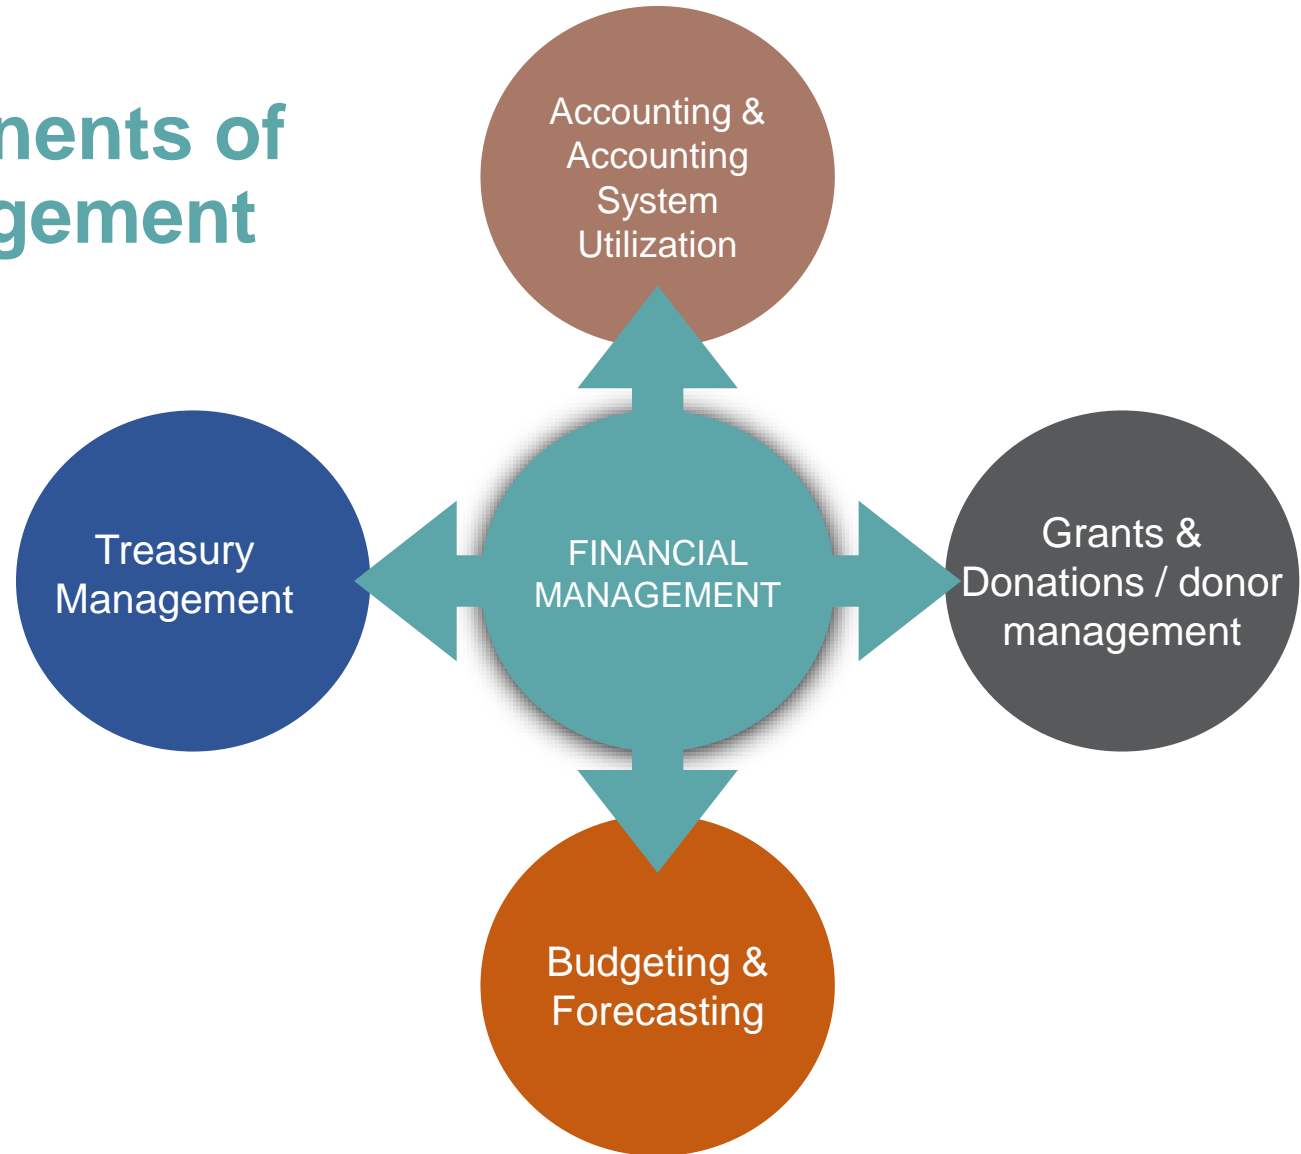 nents of
gement
Accounting &
Accounting
System
Utilization
Treasury
Management
FINANCIAL
MANAGEMENT
Grants &
Donations / donor
management
Budgeting &
Forecasting